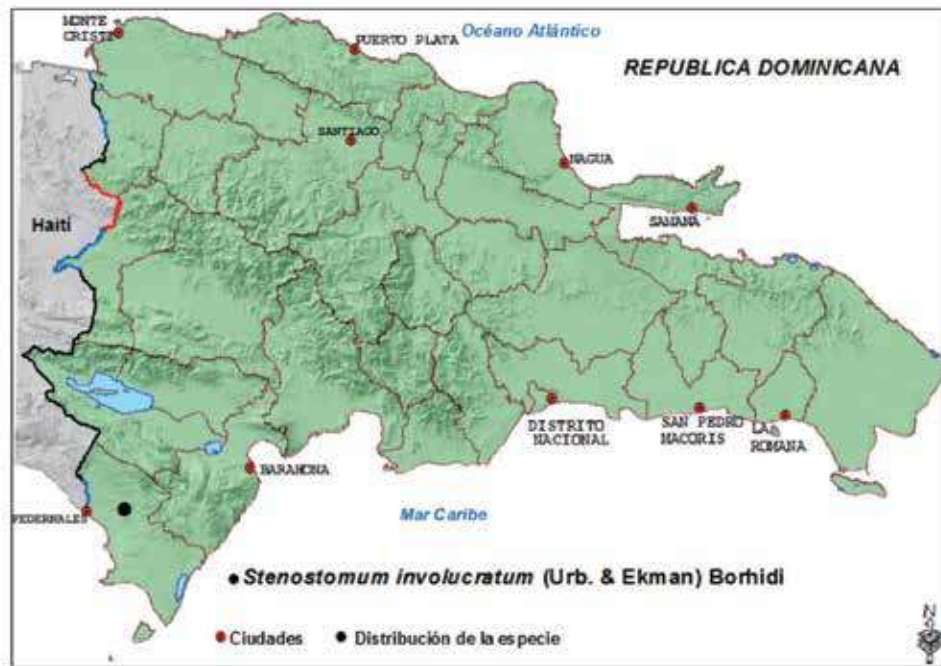 MONTE
CRISTI
PUERTO PLATA
Océano Atlántico
REPUBLICA DOMINICANA
SANTIAGO
NAGUA
SAMANA
Haití
DISTRITO
NACIONAL
SAN PEDRO
MACORIS
LA
ROMANA
BARAHONA
PEDERNALES
Mar Caribe
Stenostomum involucratum (Urb. & Ekman) Borhidi
Ciudades
Distribución de la especie
N